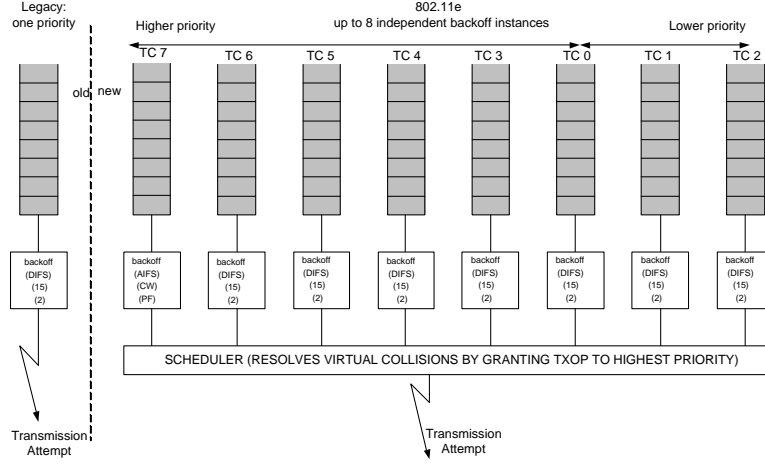 Legacy:
one priority
802.11e
up to 8 independent backoff instances
Higher priority
Lower priority
TC 7
TC 6
TC 5
TC 4
TC 3
TC 0
TC 1
TC 2
old
new
backoff
(DIFS)
(15)
(2)
backoff
(AIFS)
(CW)
(PF)
backoff
(DIFS)
(15)
(2)
backoff
(DIFS)
(15)
(2)
backoff
(DIFS)
(15)
(2)
backoff
(DIFS)
(15)
(2)
backoff
(DIFS)
(15)
(2)
backoff
(DIFS)
(15)
(2)
backoff
(DIFS)
(15)
(2)
SCHEDULER (RESOLVES VIRTUAL COLLISIONS BY GRANTING TXOP TO HIGHEST PRIORITY)
Transmission
Attempt
Transmission
Attempt